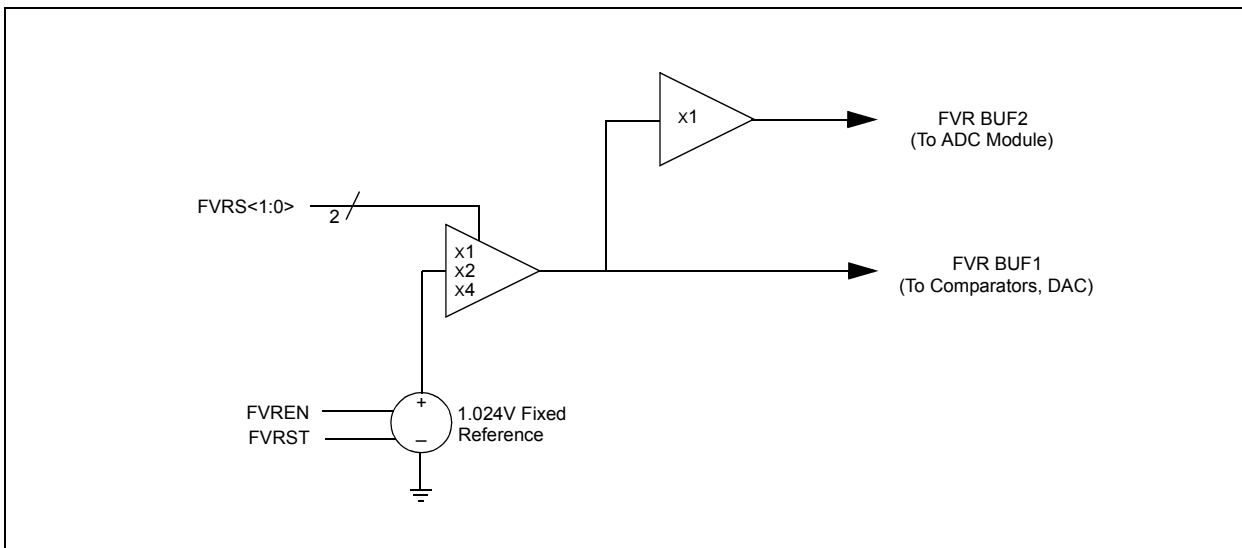 x1
FVR BUF2
(To ADC Module)
FVRS<1:0>
2
x1
x2
x4
FVR BUF1
(To Comparators, DAC)
FVREN
FVRST
+
–
1.024V Fixed
Reference